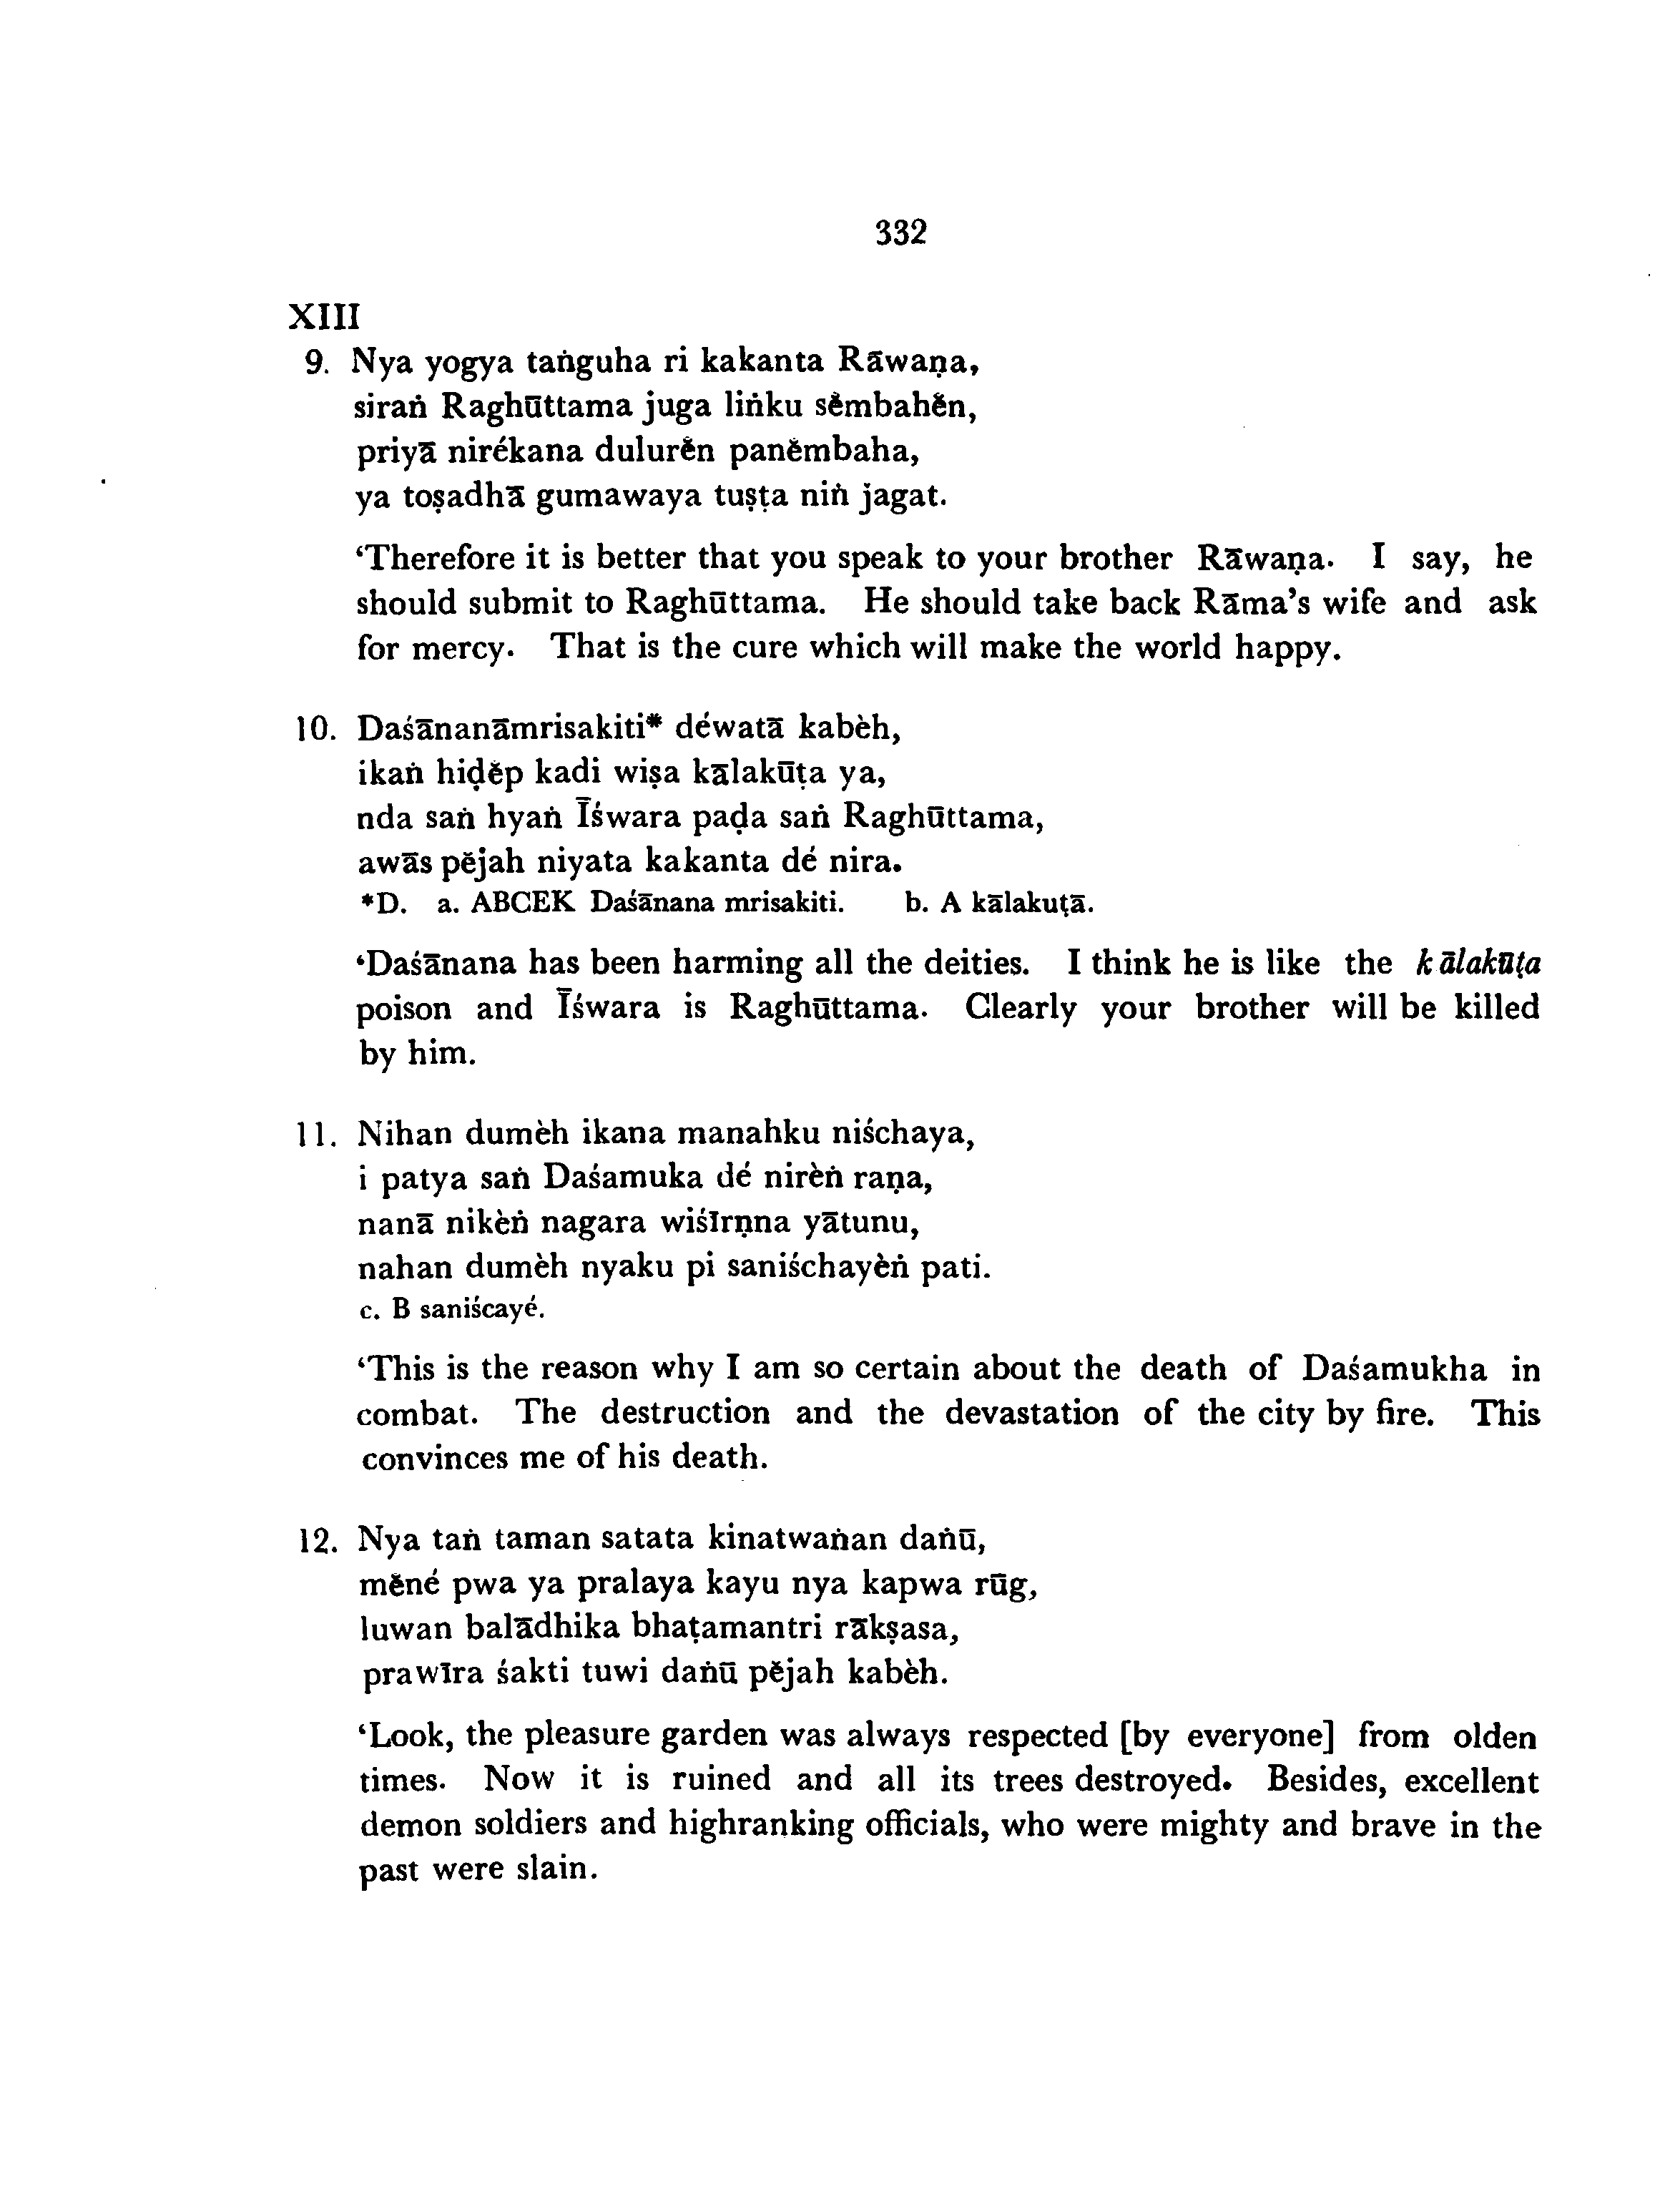 332
XIII
9. Nya yogya taṅguha ri kakanta Rāwaṇa,
siraṅ Raghūttama juga liṅku sĕmbahĕn,
priyā nirékana dulurĕn panĕmbaha,
ya toṣadhā gumawaya tuṣṭa niṅ jagat.
‘Therefore it is better that you speak to your brother Rāwaṇa. I say, he
should submit to Raghūttama. He should take back Rāma’s wife and ask
for mercy. That is the cure which will make the world happy.
10. Daśānanāmrisakiti* déwatā kabèh,
ikaṅ hiḍĕp kadi wiṣa kālakūṭa ya,
nda saṅ hyaṅ Īśwara paḍa saṅ Raghūttama,
awās pĕjah niyata kakanta dé nira.
*D. a. ABCEK Daśānana mrisakiti. b. A kālakuṭā.
‘Daśānana has been harming all the deities. I think he is like the kālakūṭa
poison and Īśwara is Raghūttama. Clearly your brother will be killed
by him.
11. Nihan dumèh ikana manahku niśchaya,
i patya saṅ Daśamuka dé nirèṅ raṇa,
nanā nikèṅ nagara wiśīrṇna yātunu,
nahan dumèh nyaku pi saniśchayèṅ pati.
c. B saniścayé.
‘This is the reason why I am so certain about the death of Daśamukha in
combat. The destruction and the devastation of the city by fire. This
convinces me of his death.
12. Nya taṅ taman satata kinatwaṅan daṅū,
mĕné pwa ya pralaya kayu nya kapwa rūg,
luwan balādhika bhaṭamantri rākṣasa,
prawīra śakti tuwi daṅū pĕjah kabèh.
‘Look, the pleasure garden was always respected [by everyone] from olden
times. Now it is ruined and all its trees destroyed. Besides, excellent
demon soldiers and highranking officials, who were mighty and brave in the
past were slain.